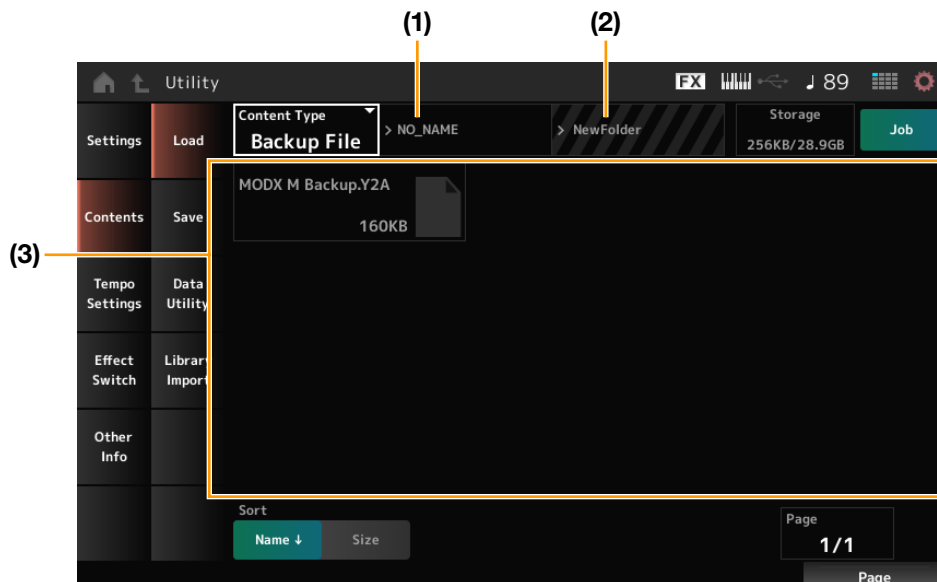 (1)
(2)
Utility
FX
89
Settings
Load
Content Type
Backup File
> NO_NAME
> NewFolder
Storage
256KB/28.9GB
Job
MODX M Backup.Y2A
160KB
Contents
Save
(3)
Tempo
Settings
Data
Utility
Effect
Switch
Library
Import
Other
Info
Sort
Name ↓
Size
Page
1/1
Page